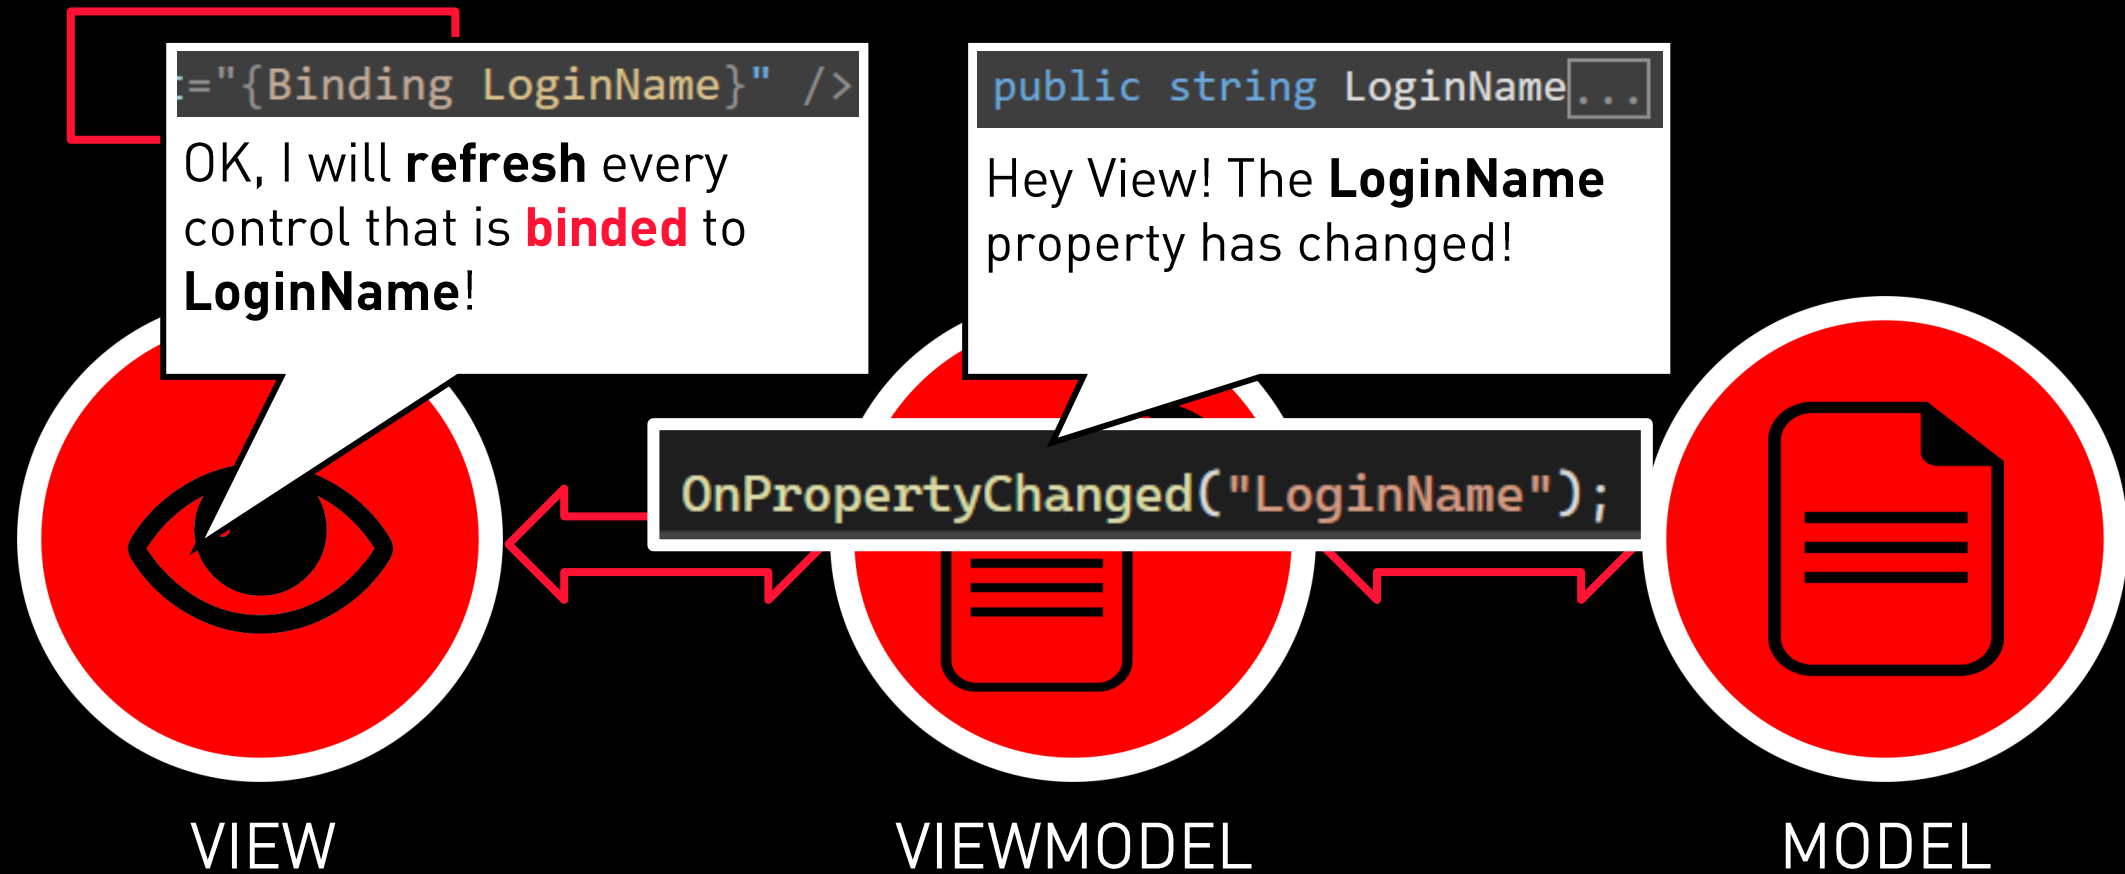 ="{Binding LoginName}" />
OK, I will refresh every
control that is binded to
LoginName!
public string LoginName...
Hey View! The LoginName
property has changed!
OnPropertyChanged("LoginName");
VIEW
VIEWMODEL
MODEL